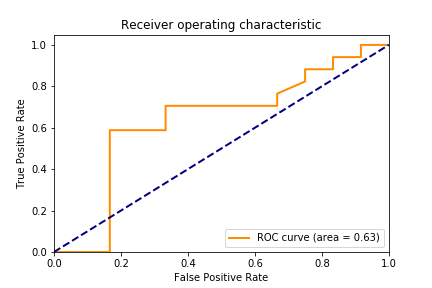 Receiver operating characteristic
True Positive Rate
1.0
0.8
0.6
0.4
0.2
0.0
ROC curve (area = 0.63)
0.0 0.2 0.4 0.6 0.8 1.0
False Positive Rate